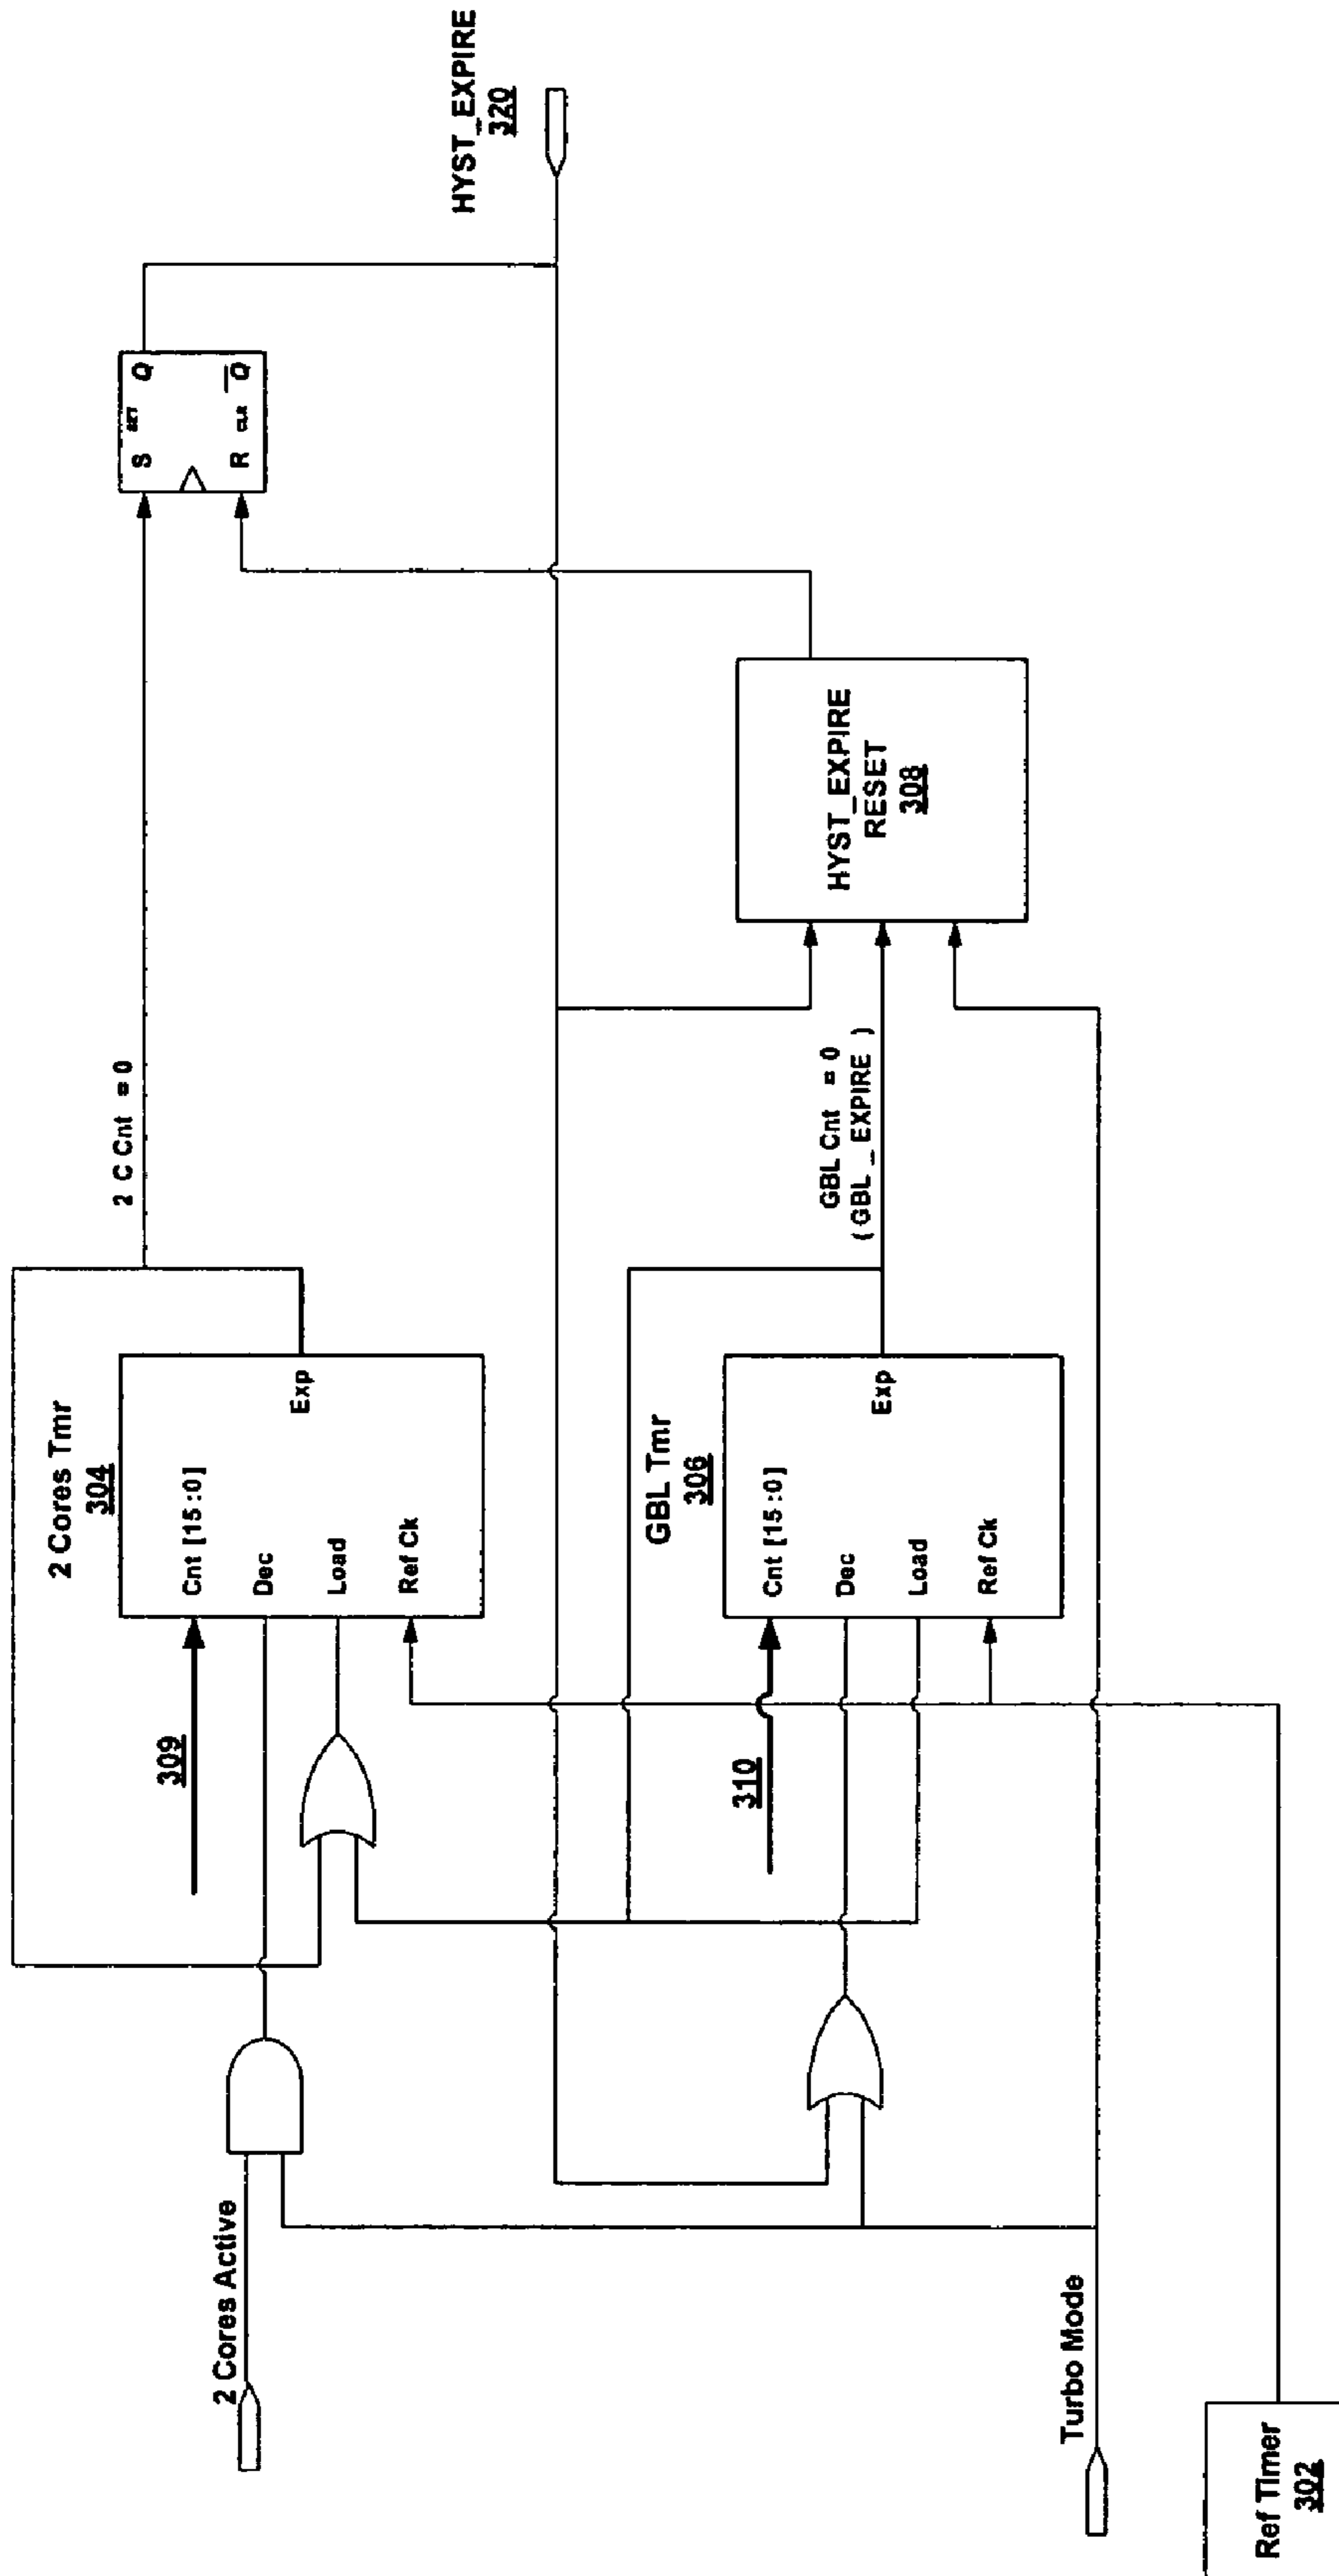 2 Cores Active
Turbo Mode
Ref Timer
302
309
310
2 Cores Tmr
304
Cnt [15:0]
Dec
Load
Ref Ck
Exp
GBL Tmr
306
Cnt [15:0]
Dec
Load
Ref Ck
Exp
2 C Cnt = 0
GBL Cnt = 0
( GBL _ EXPIRE )
HYST_EXPIRE
RESET
308
S SET Q
R CLR Q
HYST_EXPIRE
320